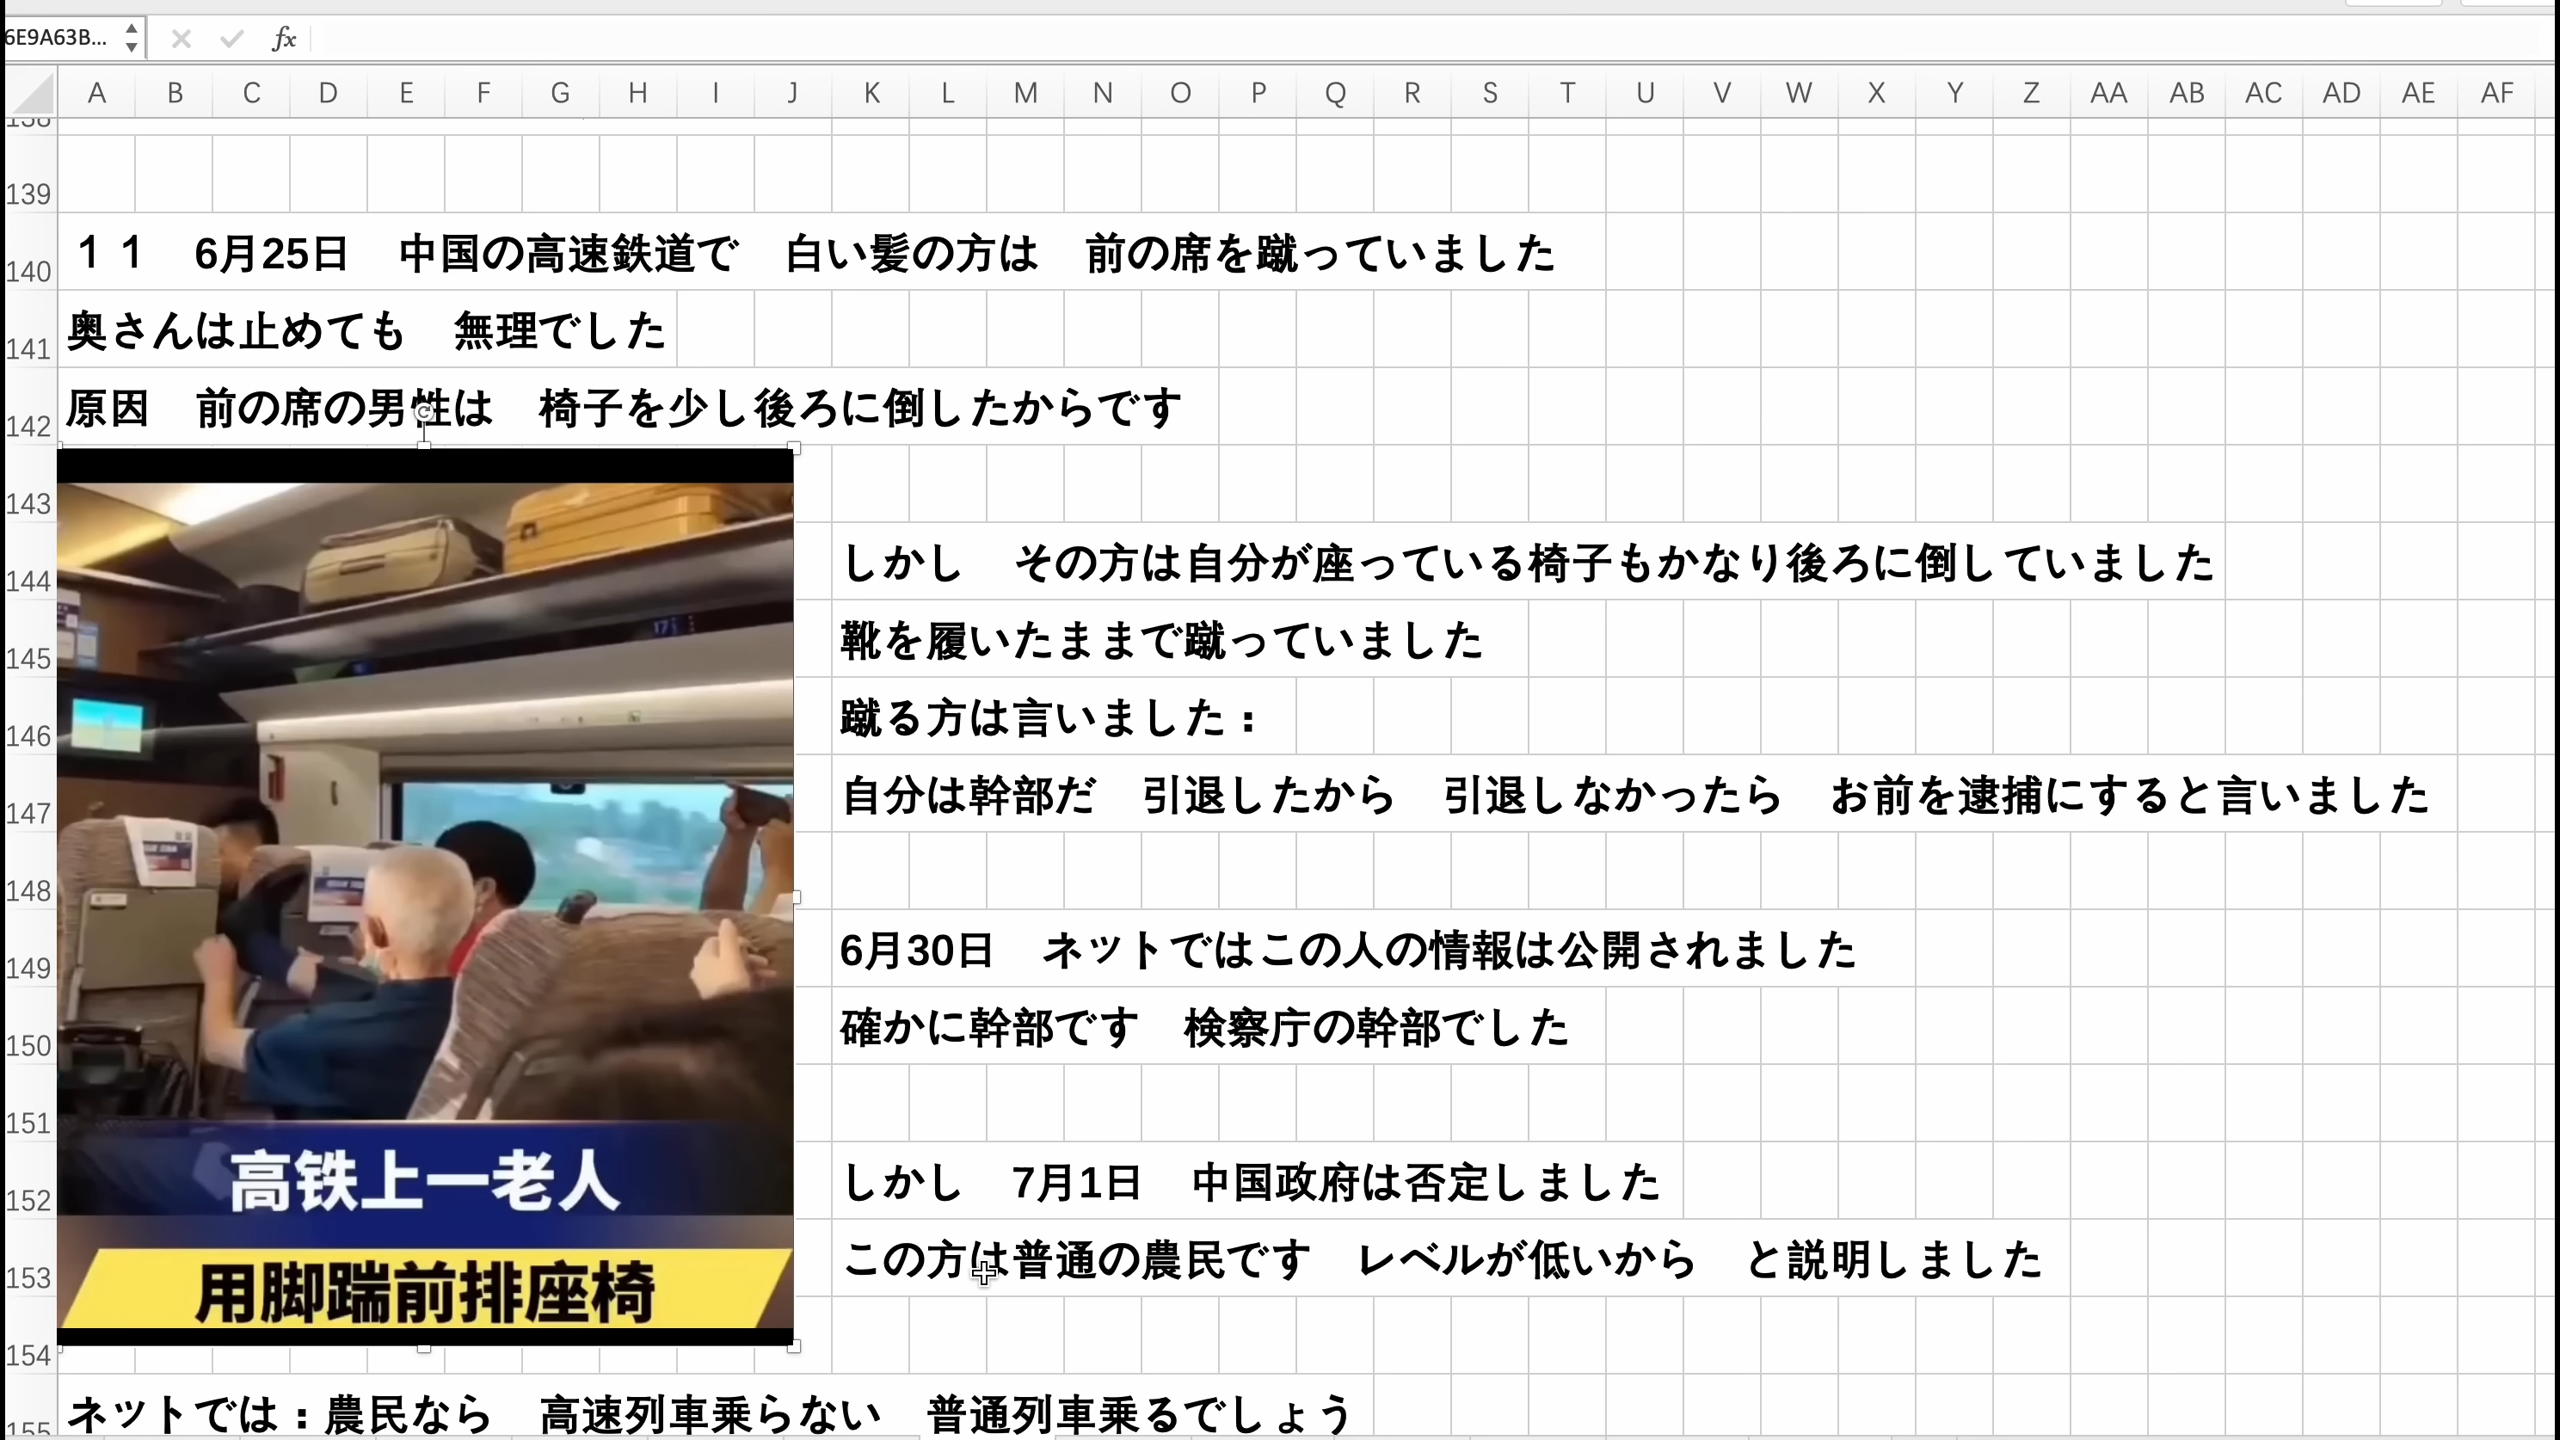 6E9A63B...
fx
A B C D E F G H I J K L M N O P Q R S T U V W X Y Z AA AB AC AD AE AF
138
139
140
１１　6月25日　中国の高速鉄道で　白い髪の方は　前の席を蹴っていました
141
奥さんは止めても　無理でした
142
原因　前の席の男性は　椅子を少し後ろに倒したからです
143
144
しかし　その方は自分が座っている椅子もかなり後ろに倒していました
145
靴を履いたままで蹴っていました
146
蹴る方は言いました：
147
自分は幹部だ　引退したから　引退しなかったら　お前を逮捕にすると言いました
148
149
6月30日　ネットではこの人の情報は公開されました
150
確かに幹部です　検察庁の幹部でした
151
152
しかし　7月1日　中国政府は否定しました
153
この方は普通の農民です　レベルが低いから　と説明しました
154
155
ネットでは：農民なら　高速列車乗らない　普通列車乗るでしょう
高铁上一老人
用脚踹前排座椅